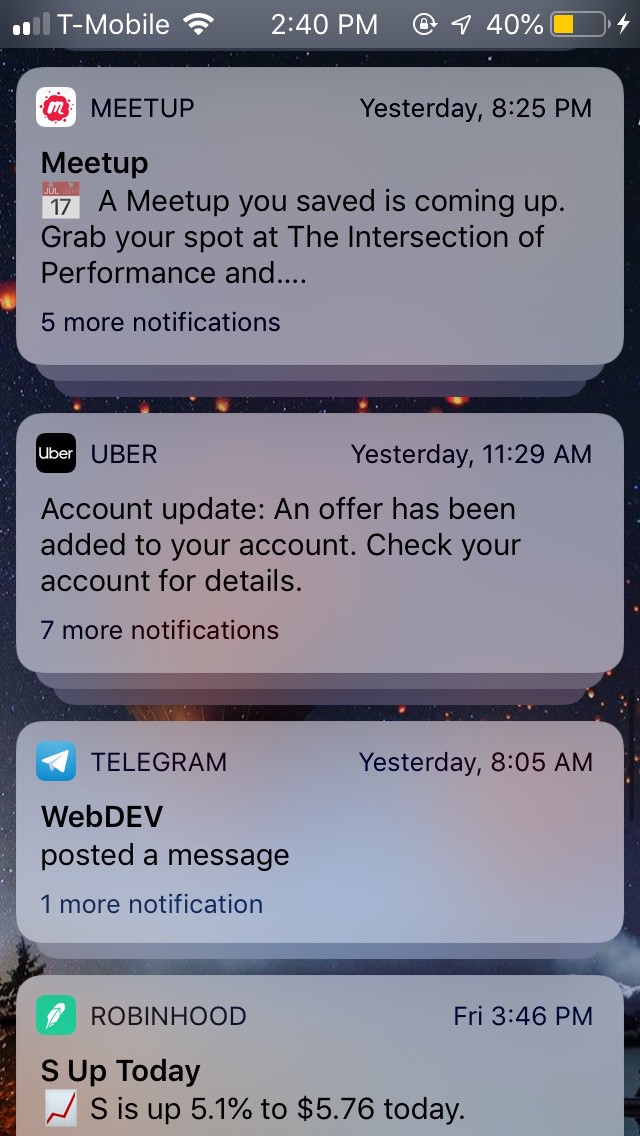 T-Mobile 2:40 PM 40%
m MEETUP Yesterday, 8:25 PM
Meetup
JUL 17 A Meetup you saved is coming up.
Grab your spot at The Intersection of
Performance and....
5 more notifications
Uber UBER Yesterday, 11:29 AM
Account update: An offer has been
added to your account. Check your
account for details.
7 more notifications
TELEGRAM Yesterday, 8:05 AM
WebDEV
posted a message
1 more notification
ROBINHOOD Fri 3:46 PM
S Up Today
S is up 5.1% to $5.76 today.